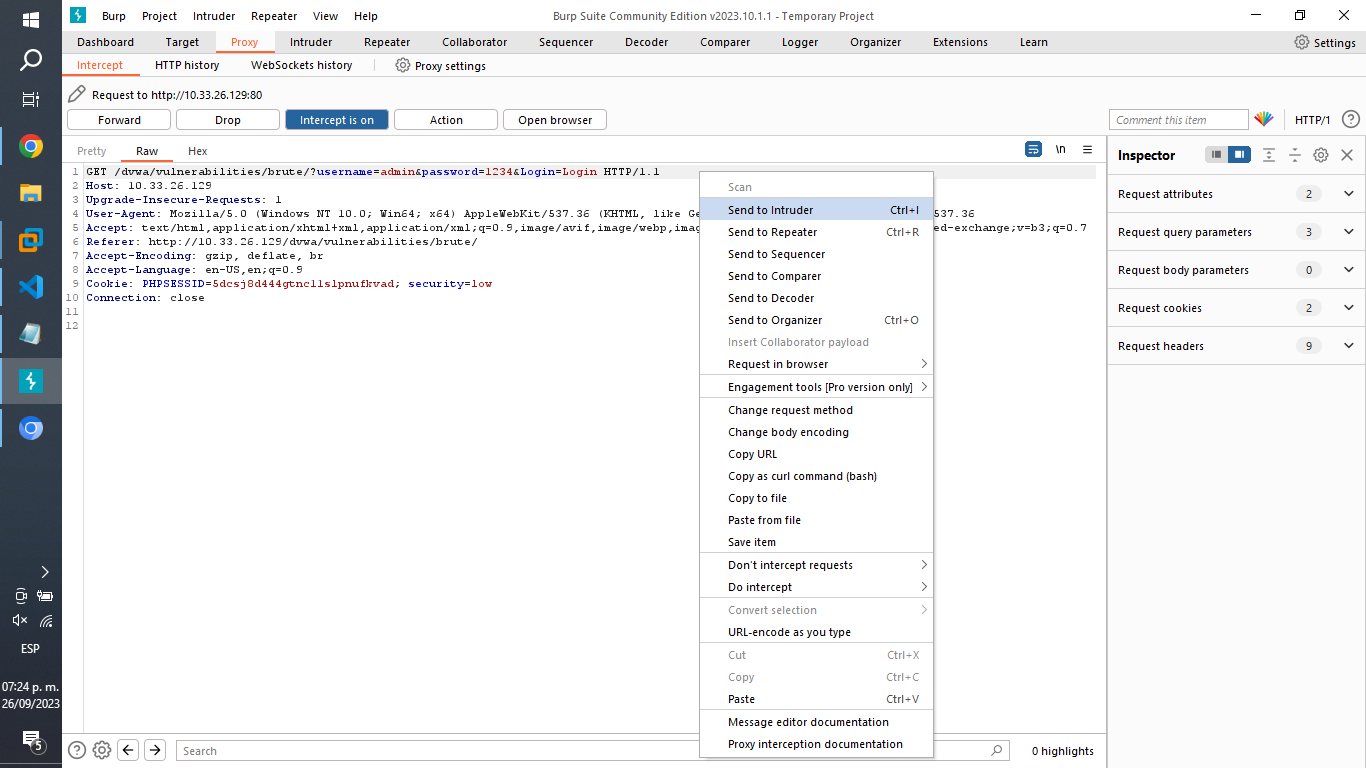 Burp Project Intruder Repeater View Help Burp Suite Community Edition v2023.10.1.1 - Temporary Project
Dashboard Target Proxy Intruder Repeater Collaborator Sequencer Decoder Comparer Logger Organizer Extensions Learn Settings
Intercept HTTP history WebSockets history Proxy settings
Request to http://10.33.26.129:80
Forward Drop Intercept is on Action Open browser Comment this item HTTP/1
Pretty Raw Hex \n
1 GET /dvwa/vulnerabilities/brute/?username=admin&password=1234&Login=Login HTTP/1.1
2 Host: 10.33.26.129
3 Upgrade-Insecure-Requests: 1
4 User-Agent: Mozilla/5.0 (Windows NT 10.0; Win64; x64) AppleWebKit/537.36 (KHTML, like Ge 537.36
5 Accept: text/html,application/xhtml+xml,application/xml;q=0.9,image/avif,image/webp,imag ed-exchange;v=b3;q=0.7
6 Referer: http://10.33.26.129/dvwa/vulnerabilities/brute/
7 Accept-Encoding: gzip, deflate, br
8 Accept-Language: en-US,en;q=0.9
9 Cookie: PHPSESSID=5dcsj8d444gtncllslpnufkvad; security=low
10 Connection: close
11
12
Scan
Send to Intruder Ctrl+I
Send to Repeater Ctrl+R
Send to Sequencer
Send to Comparer
Send to Decoder
Send to Organizer Ctrl+O
Insert Collaborator payload
Request in browser
Engagement tools [Pro version only]
Change request method
Change body encoding
Copy URL
Copy as curl command (bash)
Copy to file
Paste from file
Save item
Don't intercept requests
Do intercept
Convert selection
URL-encode as you type
Cut Ctrl+X
Copy Ctrl+C
Paste Ctrl+V
Message editor documentation
Proxy interception documentation
Inspector
Request attributes 2
Request query parameters 3
Request body parameters 0
Request cookies 2
Request headers 9
Search 0 highlights
ESP
07:24 p. m.
26/09/2023
5